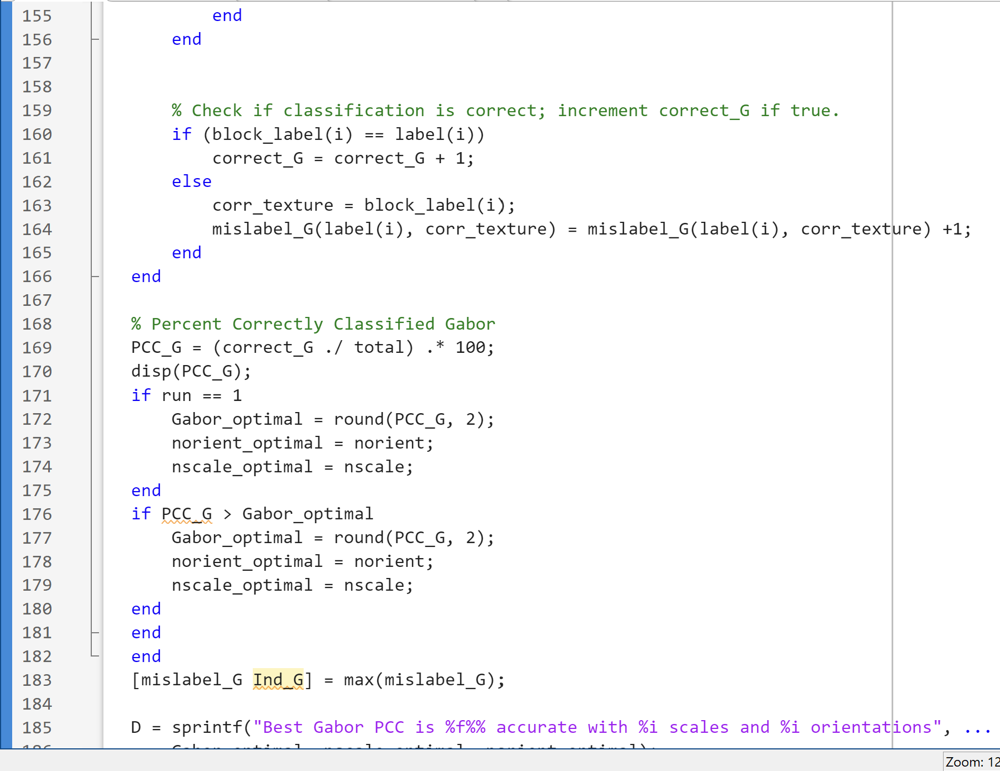 155 end
156 end
157
158
159 % Check if classification is correct; increment correct_G if true.
160 if (block_label(i) == label(i))
161 correct_G = correct_G + 1;
162 else
163 corr_texture = block_label(i);
164 mislabel_G(label(i), corr_texture) = mislabel_G(label(i), corr_texture) +1;
165 end
166 end
167
168 % Percent Correctly Classified Gabor
169 PCC_G = (correct_G ./ total) .* 100;
170 disp(PCC_G);
171 if run == 1
172 Gabor_optimal = round(PCC_G, 2);
173 norient_optimal = norient;
174 nscale_optimal = nscale;
175 end
176 if PCC_G > Gabor_optimal
177 Gabor_optimal = round(PCC_G, 2);
178 norient_optimal = norient;
179 nscale_optimal = nscale;
180 end
181 end
182 end
183 [mislabel_G Ind_G] = max(mislabel_G);
184
185 D = sprintf("Best Gabor PCC is %f%% accurate with %i scales and %i orientations", ...
186 Gabor_optimal, nscale_optimal, norient_optimal);
Zoom: 12